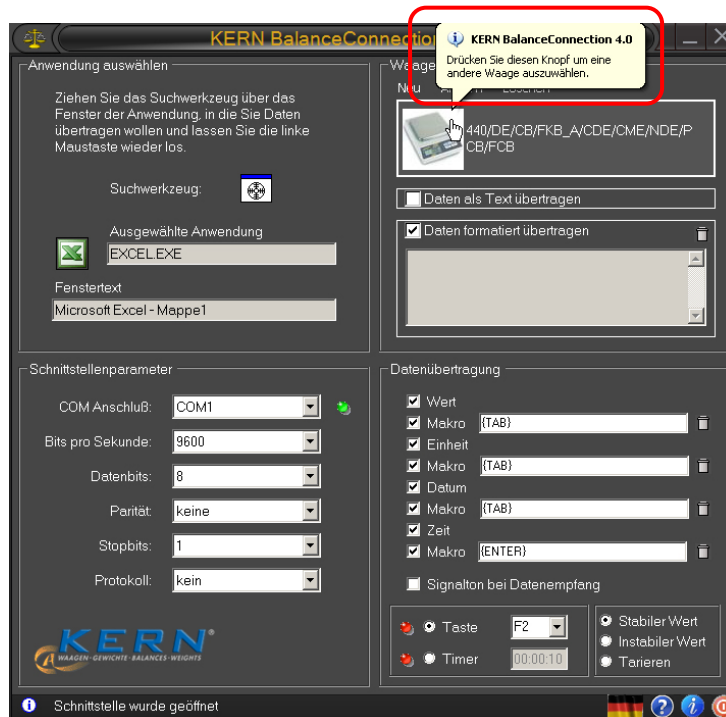 KERN BalanceConnection
KERN BalanceConnection 4.0
Drücken Sie diesen Knopf um eine
andere Waage auszuwählen.
Anwendung auswählen
Ziehen Sie das Suchwerkzeug über das
Fenster der Anwendung, in die Sie Daten
übertragen wollen und lassen Sie die linke
Maustaste wieder los.
Suchwerkzeug:
Ausgewählte Anwendung
EXCEL.EXE
Fenstertext
Microsoft Excel - Mappe1
Waage
Neu
440/DE/CB/FKB_A/CDE/CME/NDE/P
CB/FCB
Daten als Text übertragen
Daten formatiert übertragen
Schnittstellenparameter
COM Anschluß: COM1
Bits pro Sekunde: 9600
Datenbits: 8
Parität: keine
Stopbits: 1
Protokoll: kein
KERN
WAAGEN·GEWICHTE·BALANCES·WEIGHTS
Datenübertragung
Wert
Makro {TAB}
Einheit
Makro {TAB}
Datum
Makro {TAB}
Zeit
Makro {ENTER}
Signalton bei Datenempfang
Taste F2
Timer 00:00:10
Stabiler Wert
Instabiler Wert
Tarieren
Schnittstelle wurde geöffnet